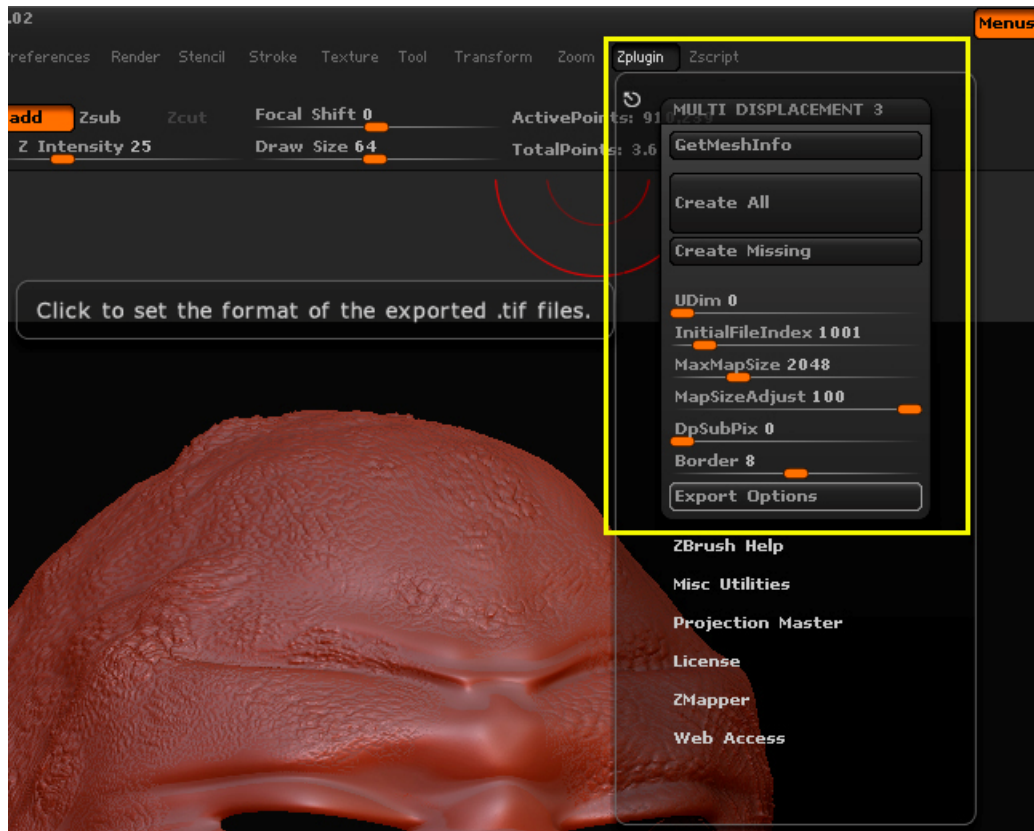 .02
Menus
references Render Stencil Stroke Texture Tool Transform Zoom Zplugin Zscript
add Zsub Zcut Focal Shift 0 ActivePoints: 910,299
Z Intensity 25 Draw Size 64 TotalPoints: 3.6
MULTI DISPLACEMENT 3
GetMeshInfo
Create All
Create Missing
Click to set the format of the exported .tif files.
UDim 0
InitialFileIndex 1001
MaxMapSize 2048
MapSizeAdjust 100
DpSubPix 0
Border 8
Export Options
ZBrush Help
Misc Utilities
Projection Master
License
ZMapper
Web Access